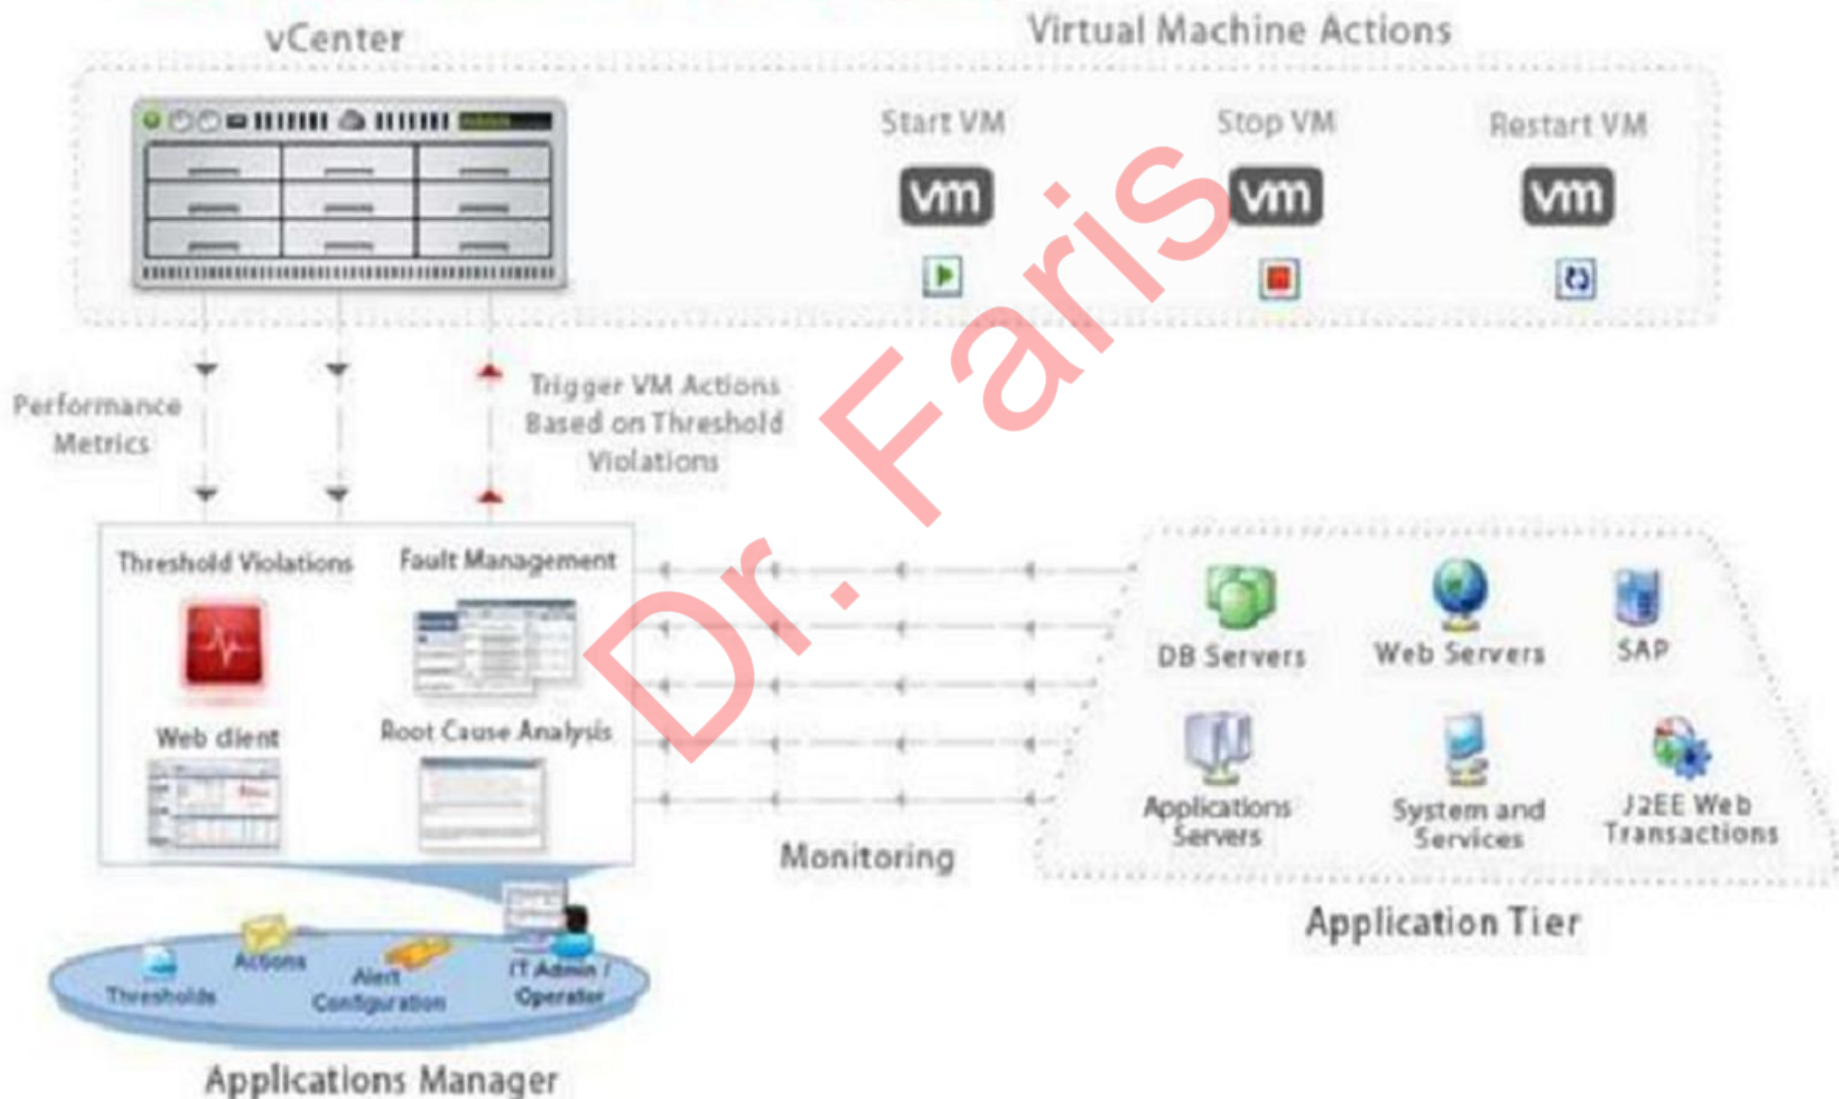 vCenter
Virtual Machine Actions
Start VM
Stop VM
Restart VM
vm
vm
vm
Performance
Metrics
Trigger VM Actions
Based on Threshold
Violations
Threshold Violations
Fault Management
Web client
Root Cause Analysis
Monitoring
DB Servers
Web Servers
SAP
Applications
Servers
System and
Services
J2EE Web
Transactions
Application Tier
Thresholds
Actions
Alert
Configuration
IT Admin /
Operator
Applications Manager
Dr. Faris